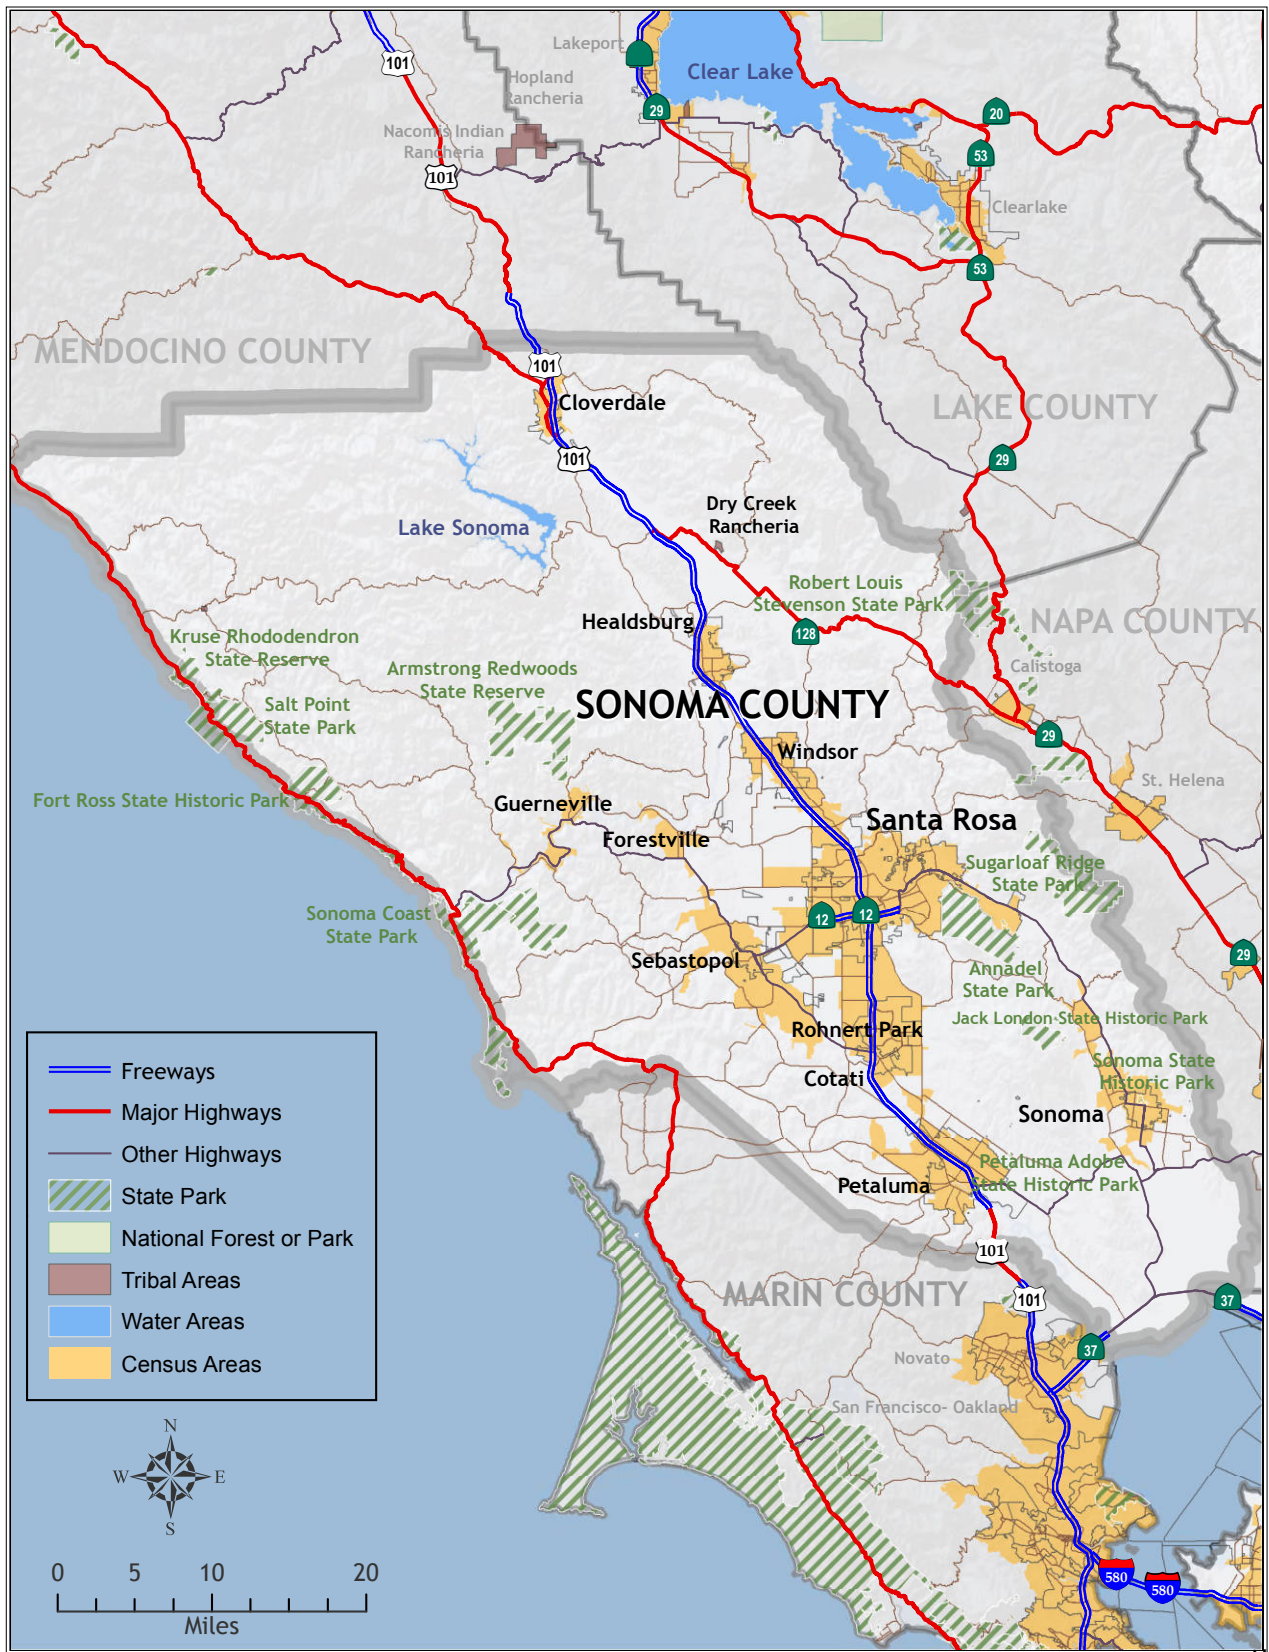 Lakeport
Clear Lake
101
Hopland
Rancheria
29
20
Nacomis Indian
Rancheria
53
101
Clearlake
53
MENDOCINO COUNTY
101
Cloverdale
LAKE COUNTY
101
29
Dry Creek
Rancheria
Lake Sonoma
Robert Louis
Stevenson State Park
Healdsburg
128
NAPA COUNTY
Kruse Rhododendron
State Reserve
Armstrong Redwoods
State Reserve
Calistoga
Salt Point
State Park
SONOMA COUNTY
29
Windsor
St. Helena
Fort Ross State Historic Park
Guerneville
Santa Rosa
Forestville
Sugarloaf Ridge
State Park
Sonoma Coast
State Park
12
12
Sebastopol
29
Annadel
State Park
Jack London State Historic Park
Rohnert Park
Sonoma State
Historic Park
Cotati
Sonoma
Petaluma Adobe
State Historic Park
Petaluma
101
MARIN COUNTY
101
37
37
Novato
San Francisco- Oakland
580
580
Freeways
Major Highways
Other Highways
State Park
National Forest or Park
Tribal Areas
Water Areas
Census Areas
N
W
E
S
0 5 10 20
Miles